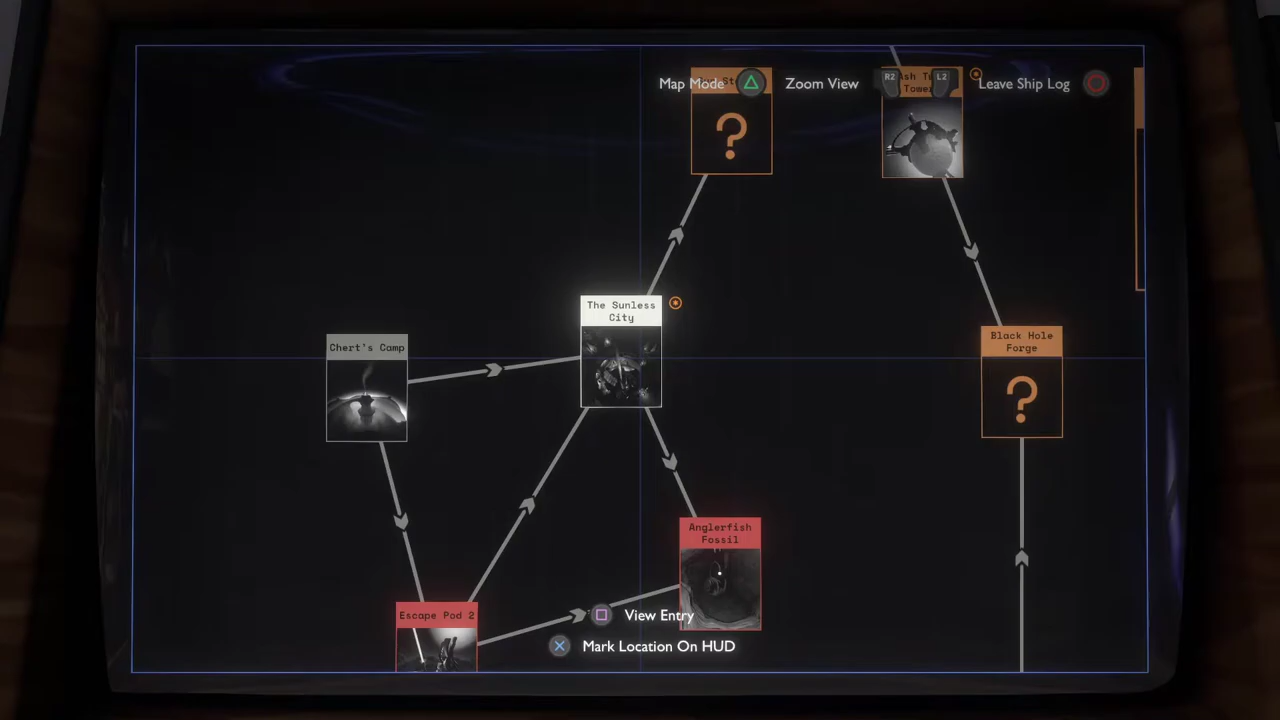 Map Mode
Zoom View
R2
L2
Leave Ship Log
Tower
The Sunless
City
Chert's Camp
Black Hole
Forge
Anglerfish
Fossil
Escape Pod 2
View Entry
Mark Location On HUD